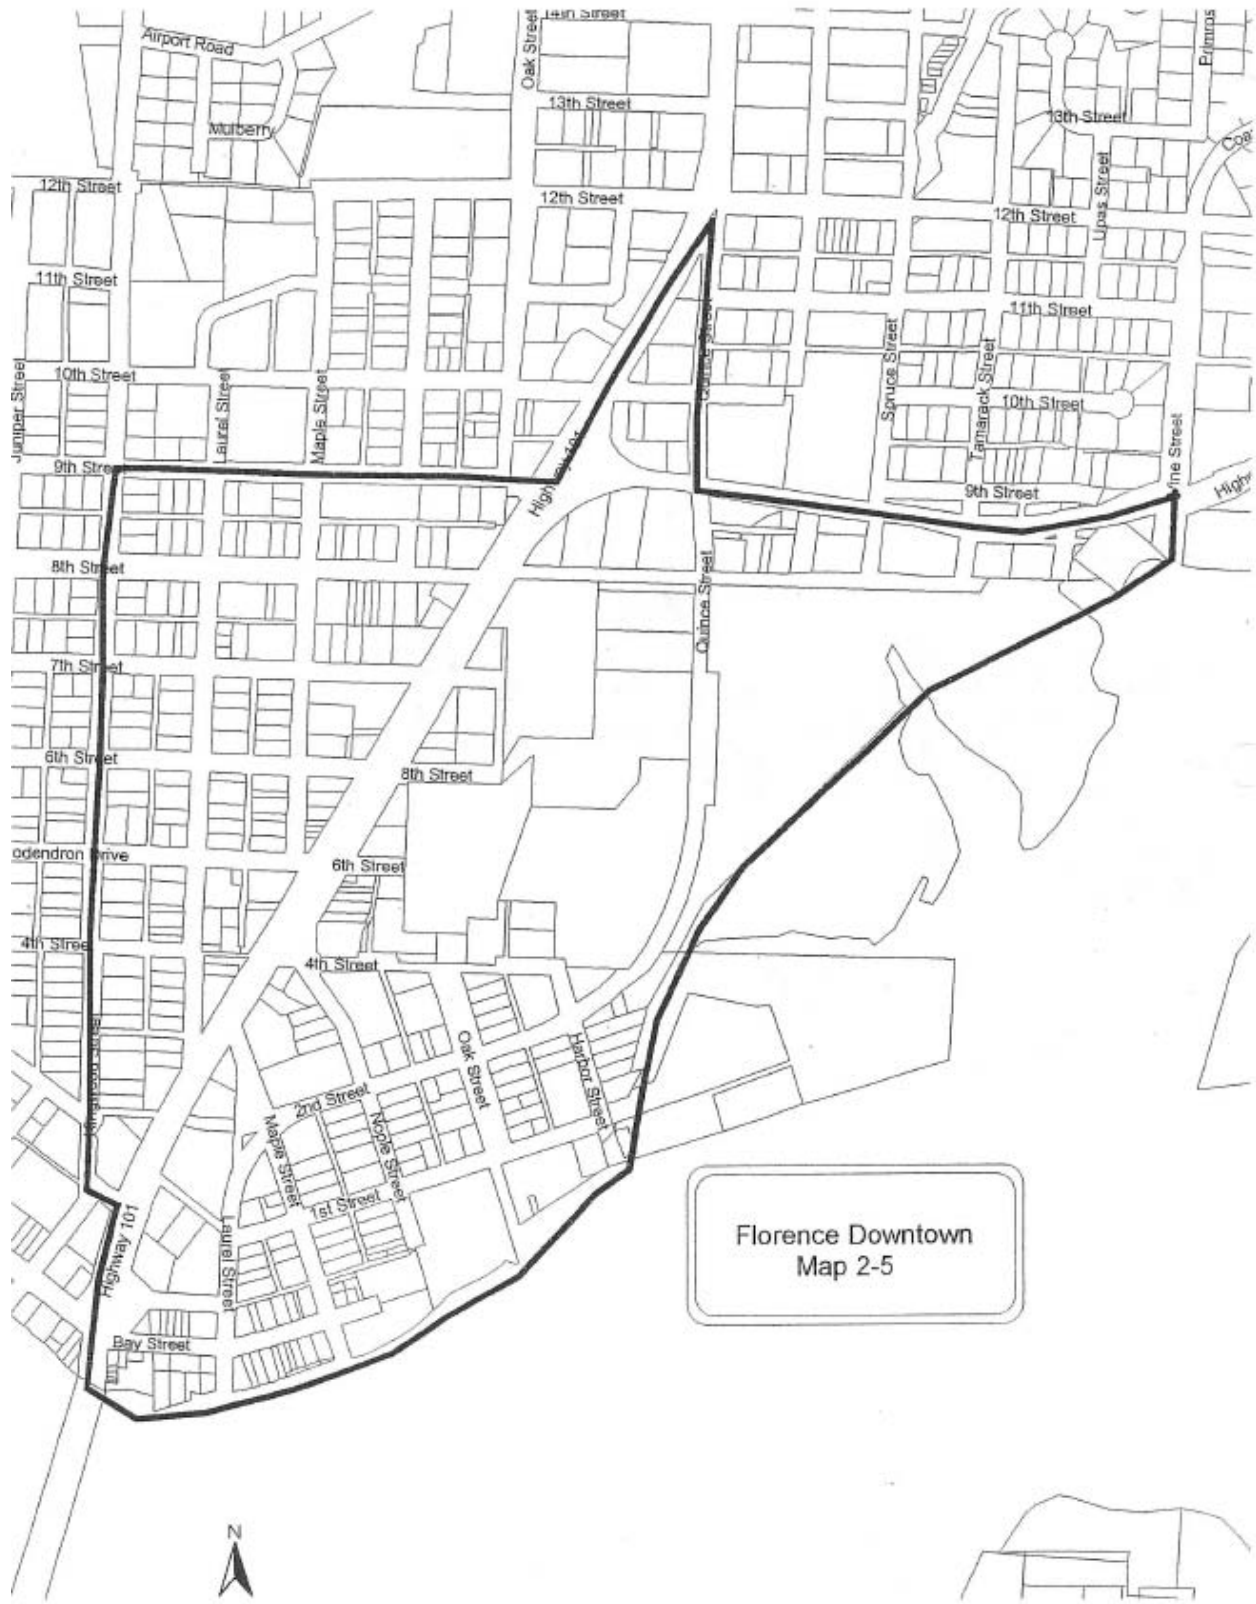 14th Street
Airport Road
Oak Street
Primros
13th Street
13th Street
Mulberry
12th Street
12th Street
12th Street
Upas Street
11th Street
11th Street
Quince Street
Juniper Street
10th Street
Laurel Street
Maple Street
Spruce Street
Tamarack Street
10th Street
9th Street
Highway 101
9th Street
8th Street
Quince Street
7th Street
6th Street
8th Street
odendron Drive
6th Street
4th Street
4th Street
Oak Street
Harbor Street
2nd Street
Maple Street
Nople Street
1st Street
Highway 101
Laurel Street
Florence Downtown
Map 2-5
Bay Street
N